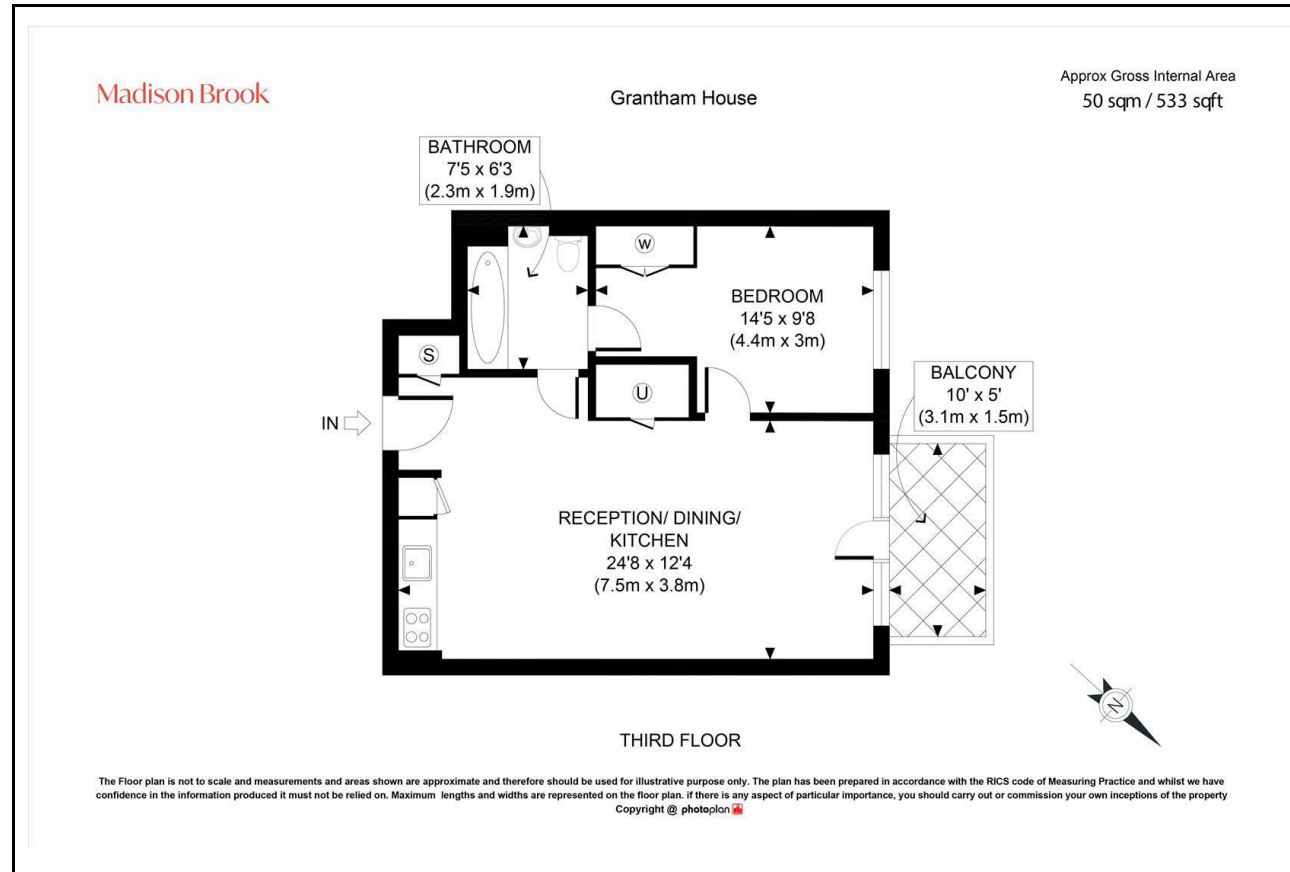 Madison Brook
Grantham House
Approx Gross Internal Area
50 sqm / 533 sqft
BATHROOM
7'5 x 6'3
(2.3m x 1.9m)
W
BEDROOM
14'5 x 9'8
(4.4m x 3m)
S
U
BALCONY
10' x 5'
(3.1m x 1.5m)
IN
RECEPTION/ DINING/
KITCHEN
24'8 x 12'4
(7.5m x 3.8m)
N
THIRD FLOOR
The Floor plan is not to scale and measurements and areas shown are approximate and therefore should be used for illustrative purpose only. The plan has been prepared in accordance with the RICS code of Measuring Practice and whilst we have
confidence in the information produced it must not be relied on. Maximum lengths and widths are represented on the floor plan. if there is any aspect of particular importance, you should carry out or commission your own inceptions of the property
Copyright @ photoplan